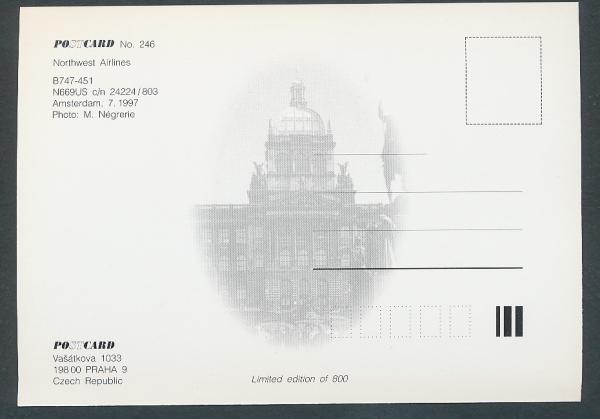 POSTCARD No. 246
Northwest Airlines
B747-451
N669US c/n 24224/803
Amsterdam, 7.1997
Photo: M. Négrerie
POSTCARD
Vašátkova 1033
198 00 PRAHA 9
Czech Republic
Limited edition of 800